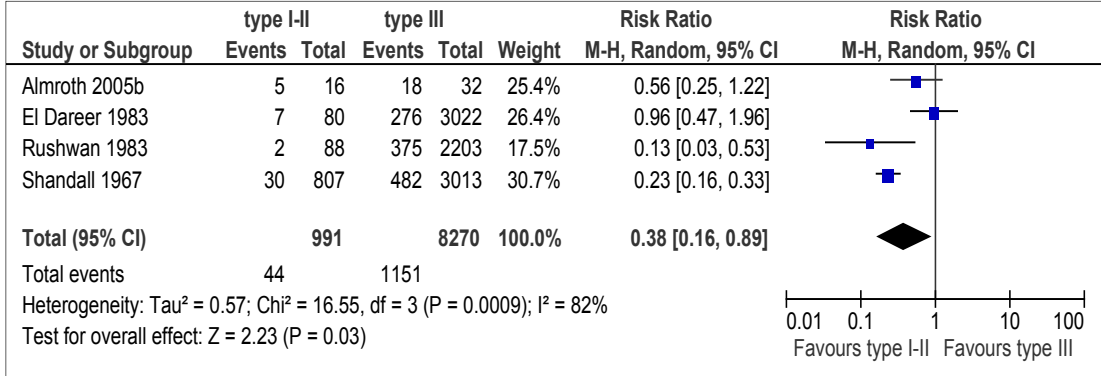 type I-II type III Risk Ratio Risk Ratio
Study or Subgroup Events Total Events Total Weight M-H, Random, 95% CI M-H, Random, 95% CI
Almroth 2005b 5 16 18 32 25.4% 0.56 [0.25, 1.22]
El Dareer 1983 7 80 276 3022 26.4% 0.96 [0.47, 1.96]
Rushwan 1983 2 88 375 2203 17.5% 0.13 [0.03, 0.53]
Shandall 1967 30 807 482 3013 30.7% 0.23 [0.16, 0.33]
Total (95% CI) 991 8270 100.0% 0.38 [0.16, 0.89]
Total events 44 1151
Heterogeneity: Tau² = 0.57; Chi² = 16.55, df = 3 (P = 0.0009); I² = 82%
Test for overall effect: Z = 2.23 (P = 0.03)
0.01 0.1 1 10 100
Favours type I-II Favours type III